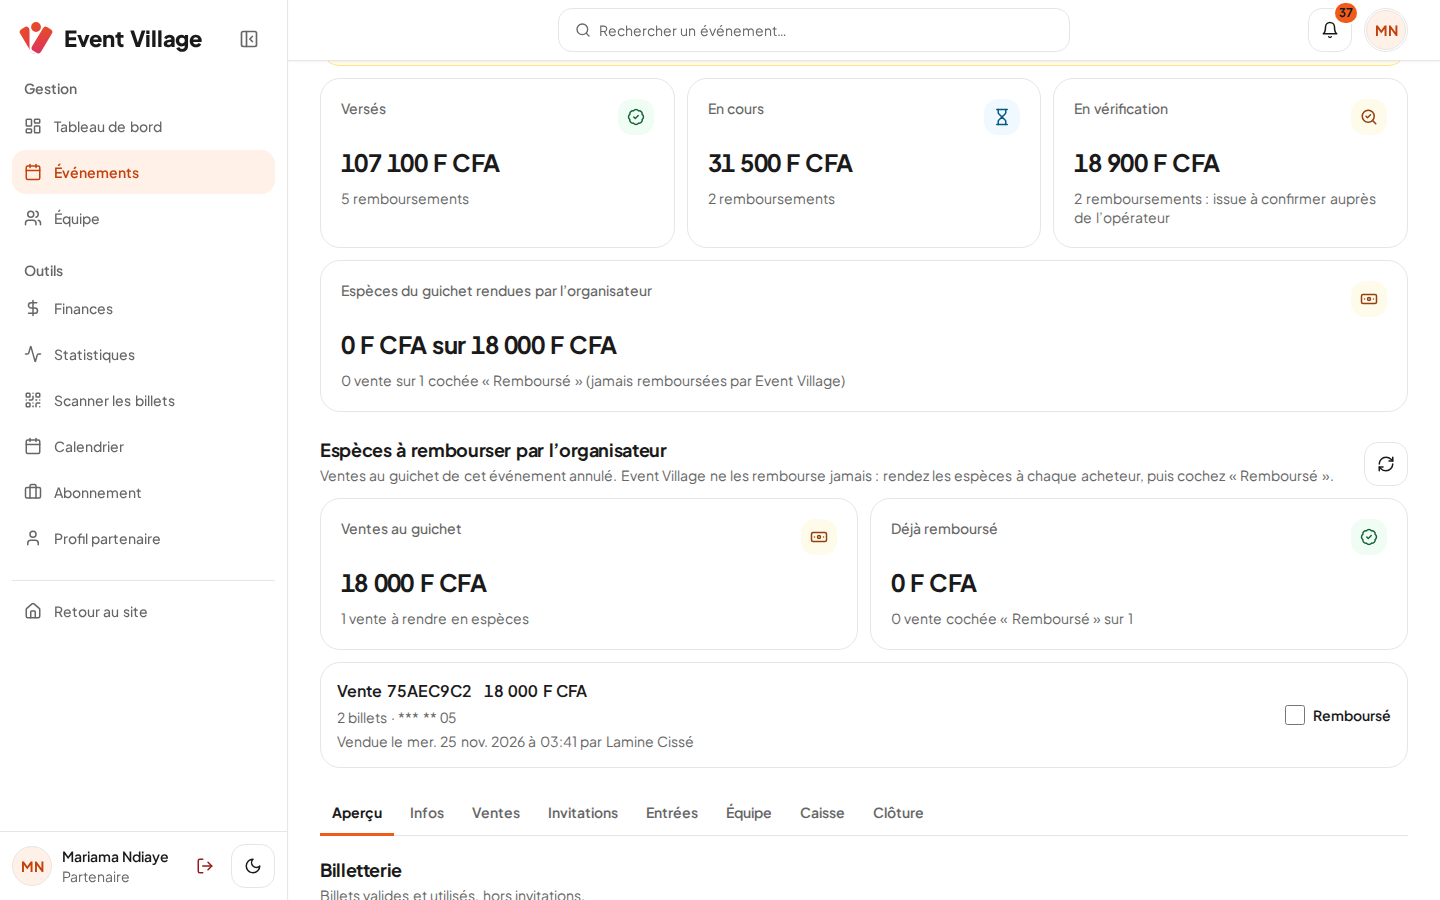 Event Village
Rechercher un événement...
37
MN
Gestion
Tableau de bord
Événements
Équipe
Outils
Finances
Statistiques
Scanner les billets
Calendrier
Abonnement
Profil partenaire
Retour au site
MN
Mariama Ndiaye
Partenaire
Versés
107 100 F CFA
5 remboursements
En cours
31 500 F CFA
2 remboursements
En vérification
18 900 F CFA
2 remboursements : issue à confirmer auprès
de l’opérateur
Espèces du guichet rendues par l’organisateur
0 F CFA sur 18 000 F CFA
0 vente sur 1 cochée « Remboursé » (jamais remboursées par Event Village)
Espèces à rembourser par l’organisateur
Ventes au guichet de cet événement annulé. Event Village ne les rembourse jamais : rendez les espèces à chaque acheteur, puis cochez « Remboursé ».
Ventes au guichet
18 000 F CFA
1 vente à rendre en espèces
Déjà remboursé
0 F CFA
0 vente cochée « Remboursé » sur 1
Vente 75AEC9C2 18 000 F CFA
2 billets · *** ** 05
Vendue le mer. 25 nov. 2026 à 03:41 par Lamine Cissé
Remboursé
Aperçu Infos Ventes Invitations Entrées Équipe Caisse Clôture
Billetterie
Billets valides et utilisés, hors invitations.